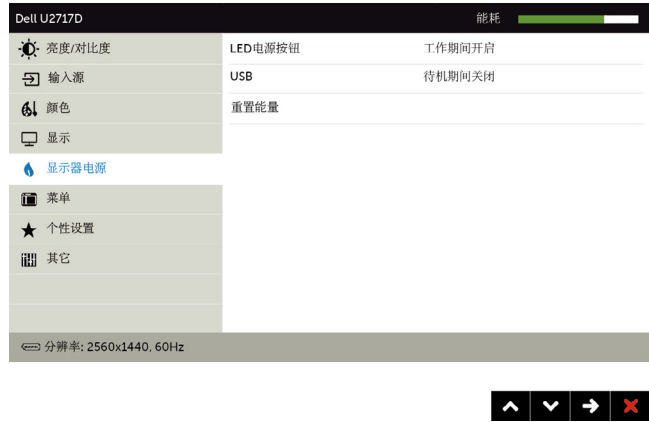 Dell U2717D
能耗
亮度/对比度
LED电源按钮
工作期间开启
输入源
USB
待机期间关闭
颜色
重置能量
显示
显示器电源
菜单
个性设置
其它
分辨率: 2560x1440, 60Hz